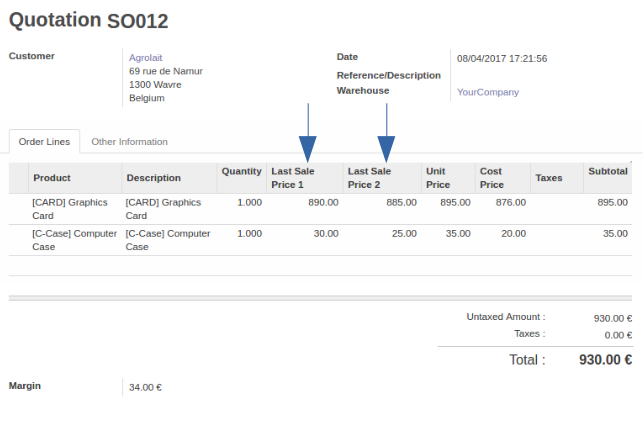 Quotation SO012
Customer
Agrolait
69 rue de Namur
1300 Wavre
Belgium
Date
08/04/2017 17:21:56
Reference/Description
Warehouse
YourCompany
Order Lines Other Information
Product Description Quantity Last Sale Price 1 Last Sale Price 2 Unit Price Cost Price Taxes Subtotal
[CARD] Graphics Card [CARD] Graphics Card 1.000 890.00 885.00 895.00 876.00 895.00
[C-Case] Computer Case [C-Case] Computer Case 1.000 30.00 25.00 35.00 20.00 35.00
Untaxed Amount : 930.00 €
Taxes : 0.00 €
Total : 930.00 €
Margin 34.00 €